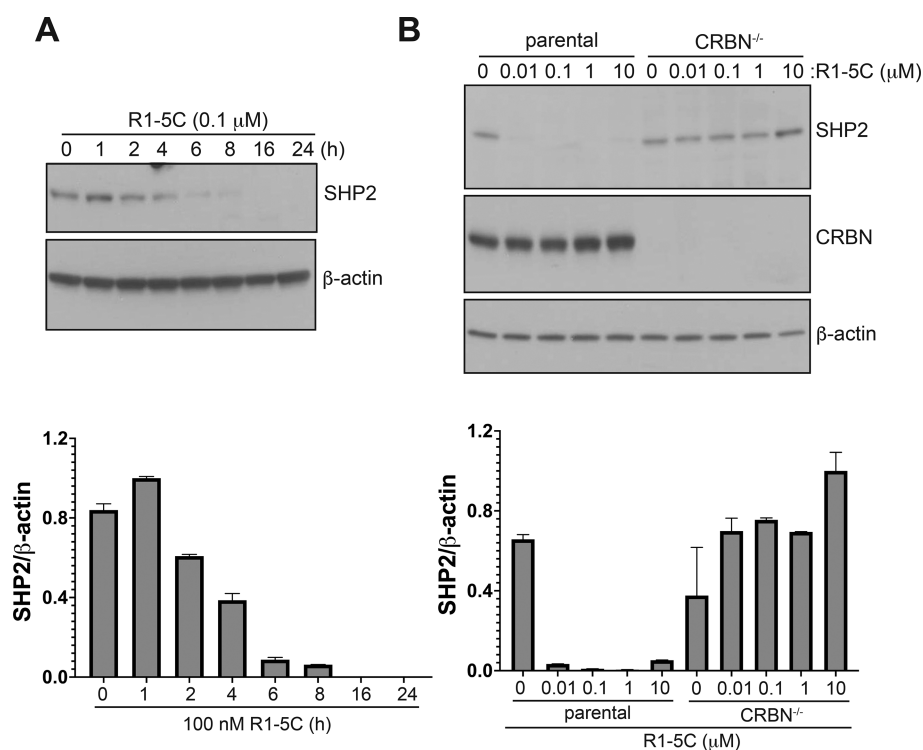 A
R1-5C (0.1 μM)
0 1 2 4 6 8 16 24 (h)
SHP2
β-actin
B
parental CRBN-/-
0 0.01 0.1 1 10 0 0.01 0.1 1 10 :R1-5C (μM)
SHP2
CRBN
β-actin
SHP2/β-actin
1.2
0.8
0.4
0.0
0 1 2 4 6 8 16 24
100 nM R1-5C (h)
SHP2/β-actin
1.2
0.8
0.4
0.0
0 0.01 0.1 1 10 0 0.01 0.1 1 10
parental CRBN-/-
R1-5C (μM)